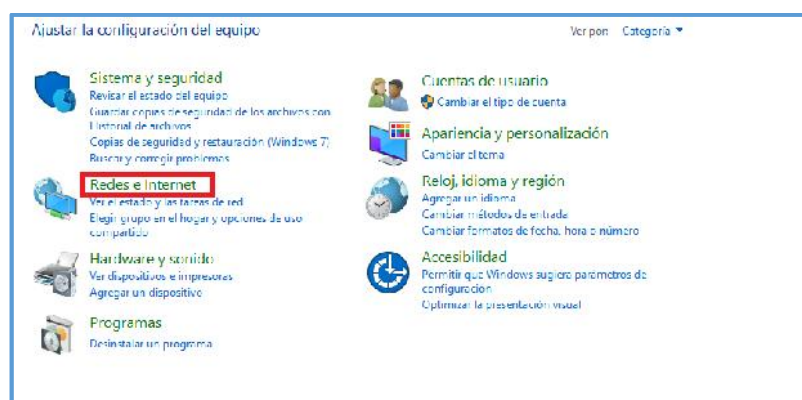 Ajustar la configuración del equipo
Ver por: Categoría
Sistema y seguridad
Revisar el estado del equipo
Guardar copias de seguridad de los archivos con
Historial de archivos
Copias de seguridad y restauración (Windows 7)
Buscar y corregir problemas
Redes e Internet
Ver el estado y las tareas de red
Elegir grupo en el hogar y opciones de uso
compartido
Hardware y sonido
Ver dispositivos e impresoras
Agregar un dispositivo
Programas
Desinstalar un programa
Cuentas de usuario
Cambiar el tipo de cuenta
Apariencia y personalización
Cambiar el tema
Reloj, idioma y región
Agregar un idioma
Cambiar métodos de entrada
Cambiar formatos de fecha, hora o número
Accesibilidad
Permitir que Windows sugiera parámetros de
configuración
Optimizar la presentación visual